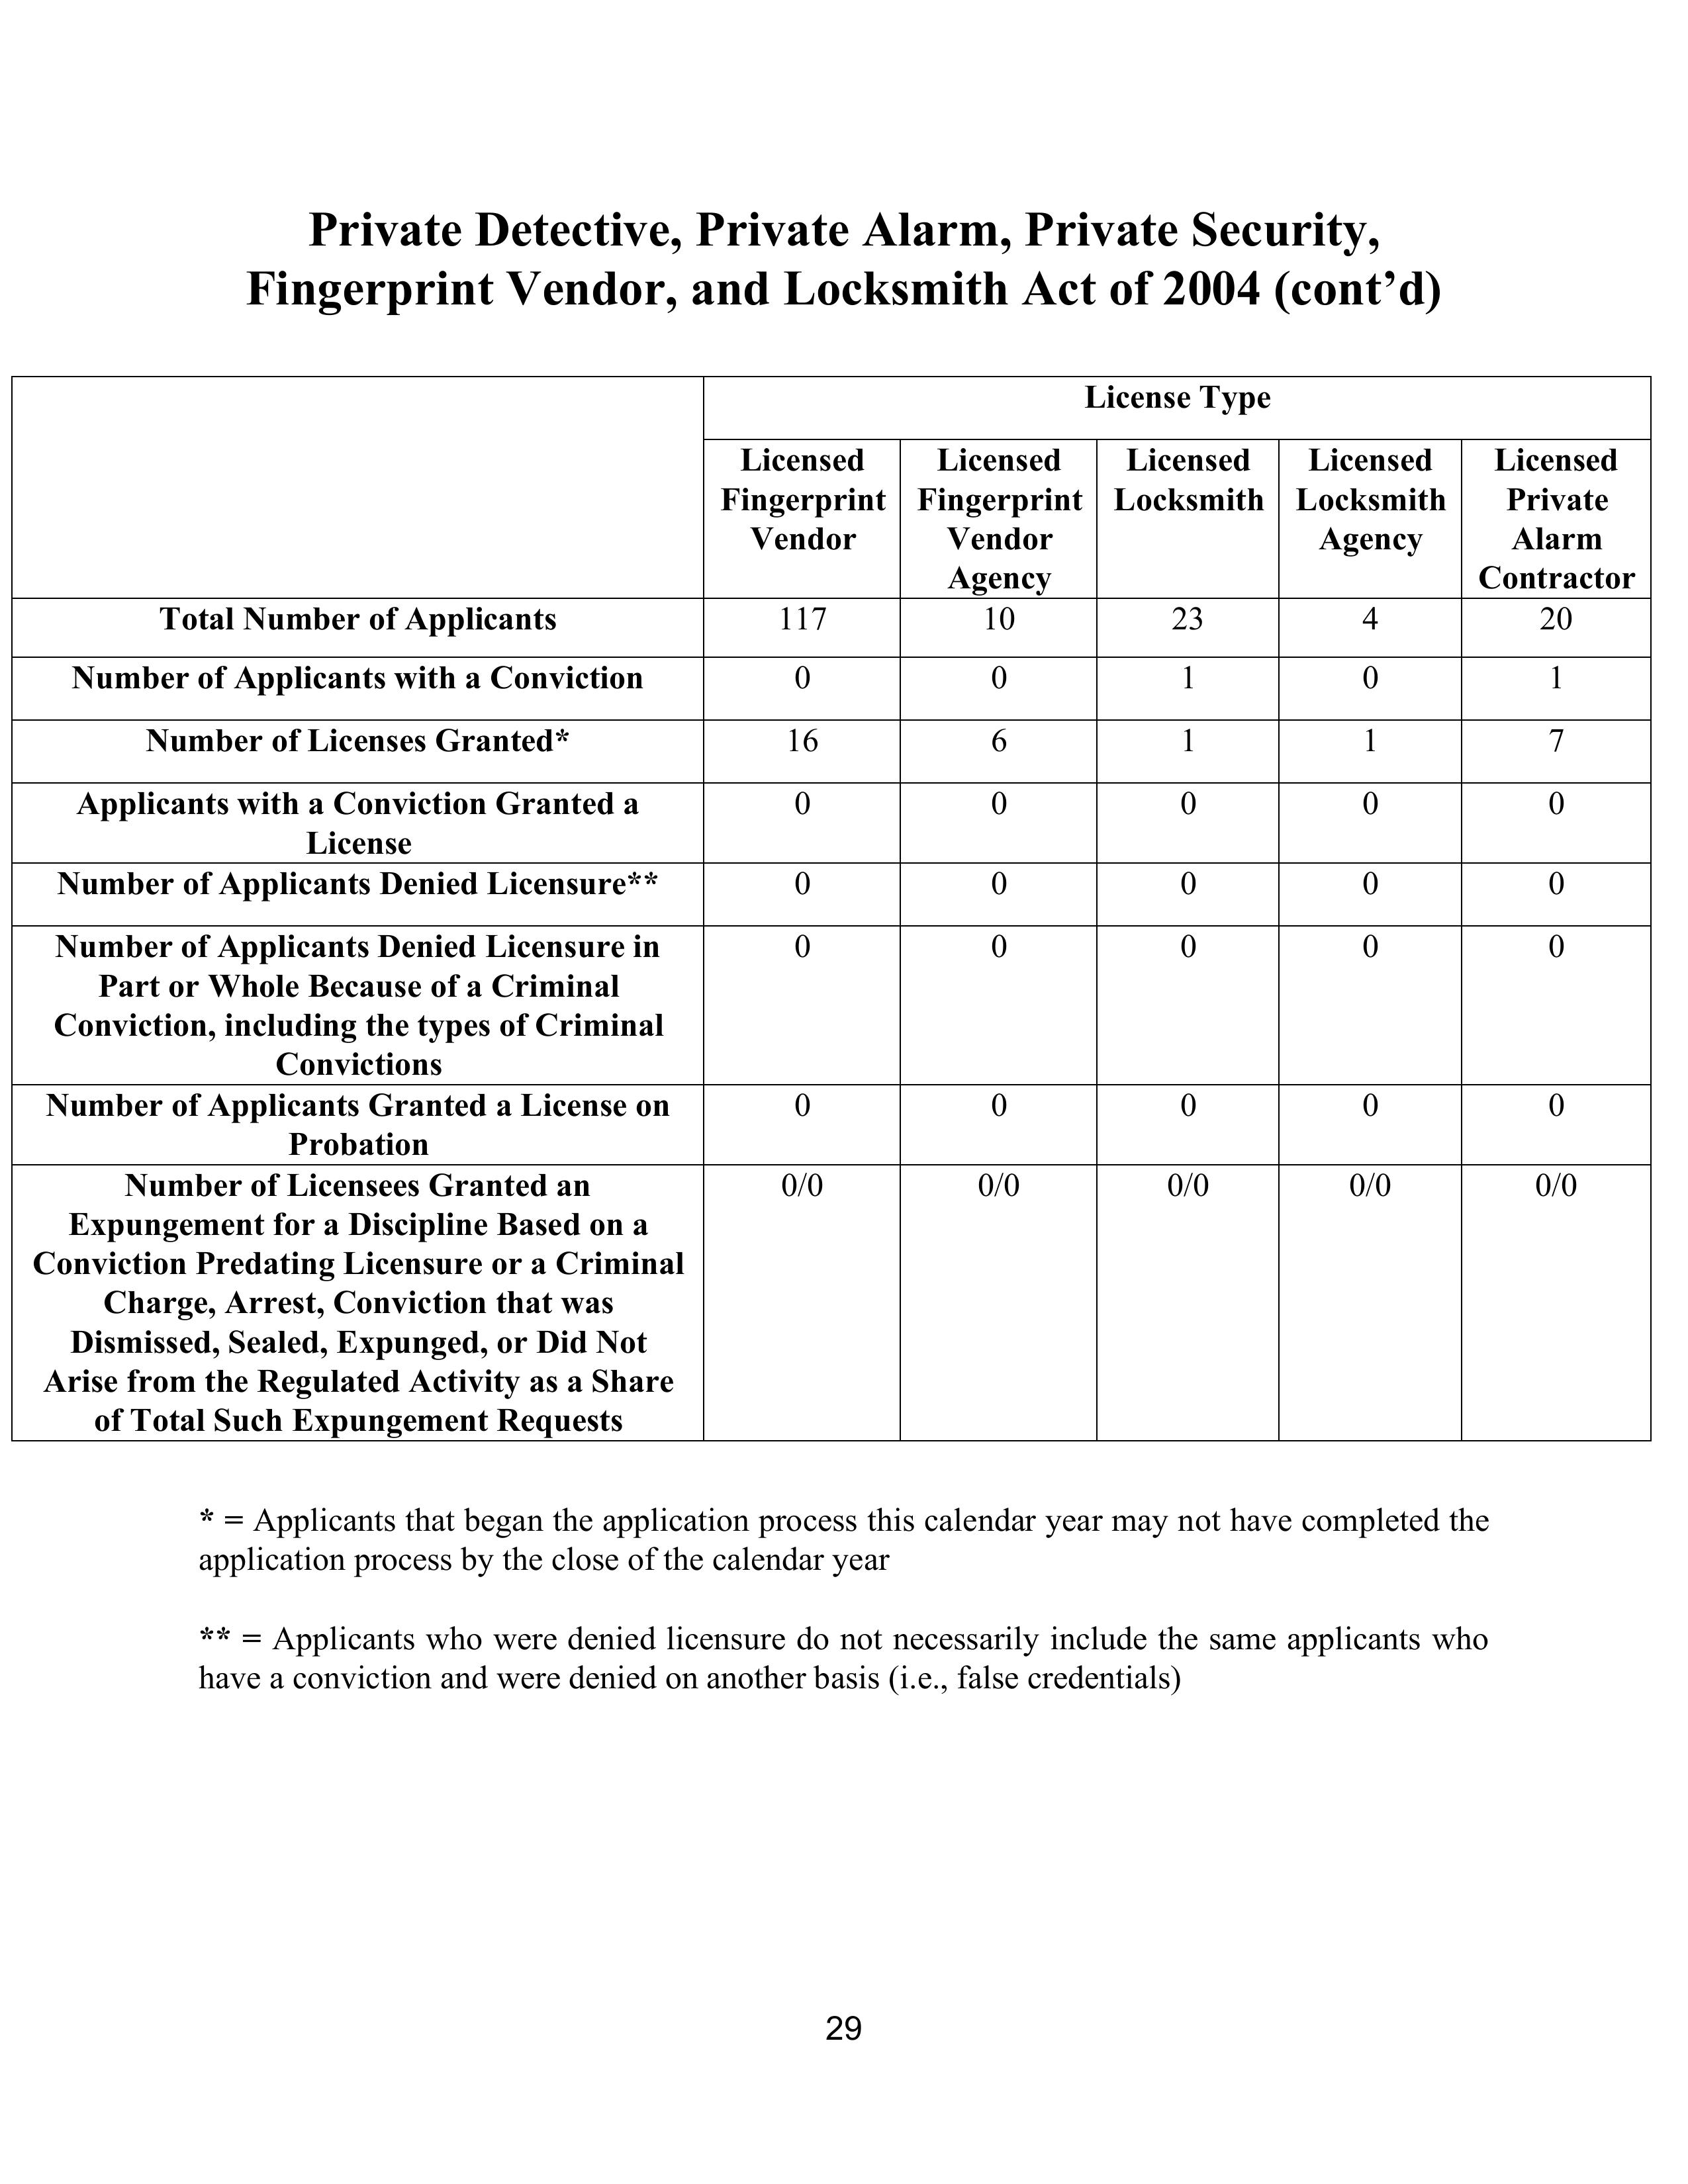 Private Detective, Private Alarm, Private Security,
Fingerprint Vendor, and Locksmith Act of 2004 (cont’d)
License Type
Licensed Fingerprint Vendor
Licensed Fingerprint Vendor Agency
Licensed Locksmith
Licensed Locksmith Agency
Licensed Private Alarm Contractor
Total Number of Applicants 117 10 23 4 20
Number of Applicants with a Conviction 0 0 1 0 1
Number of Licenses Granted* 16 6 1 1 7
Applicants with a Conviction Granted a
License
0 0 0 0 0
Number of Applicants Denied Licensure** 0 0 0 0 0
Number of Applicants Denied Licensure in
Part or Whole Because of a Criminal
Conviction, including the types of Criminal
Convictions
0 0 0 0 0
Number of Applicants Granted a License on
Probation
0 0 0 0 0
Number of Licensees Granted an
Expungement for a Discipline Based on a
Conviction Predating Licensure or a Criminal
Charge, Arrest, Conviction that was
Dismissed, Sealed, Expunged, or Did Not
Arise from the Regulated Activity as a Share
of Total Such Expungement Requests
0/0 0/0 0/0 0/0 0/0
* = Applicants that began the application process this calendar year may not have completed the
application process by the close of the calendar year
** = Applicants who were denied licensure do not necessarily include the same applicants who
have a conviction and were denied on another basis (i.e., false credentials)
29